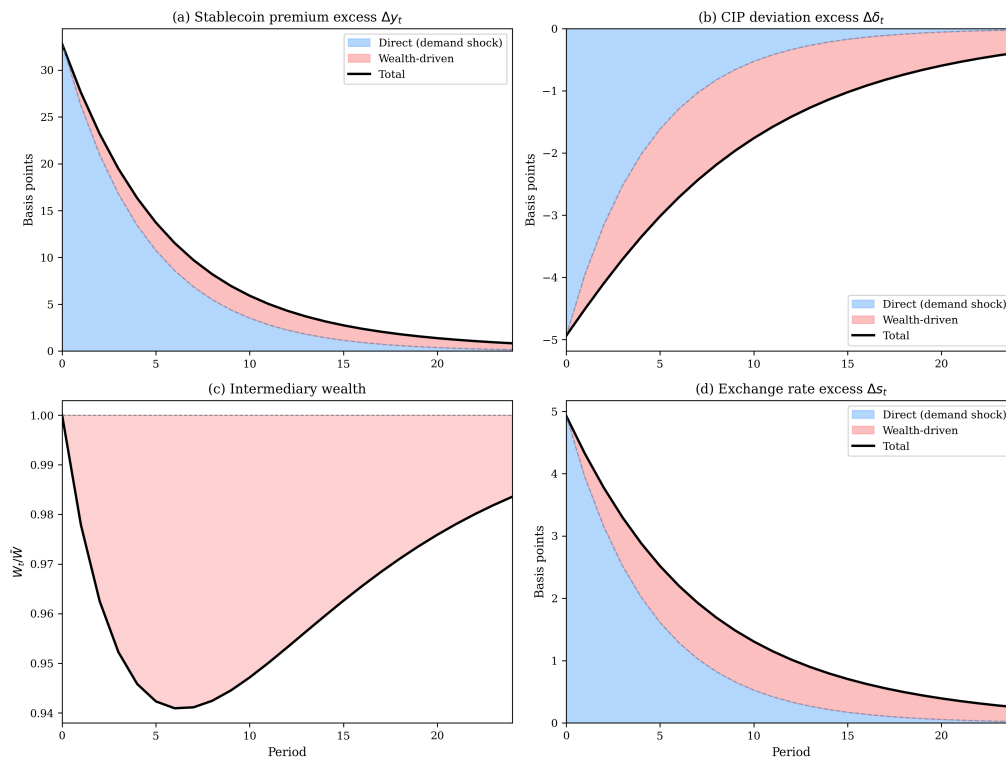 (a) Stablecoin premium excess Δyₜ
Basis points
30
25
20
15
10
5
0
0 5 10 15 20
Direct (demand shock)
Wealth-driven
Total
(b) CIP deviation excess Δδₜ
Basis points
0
−1
−2
−3
−4
−5
0 5 10 15 20
Direct (demand shock)
Wealth-driven
Total
(c) Intermediary wealth
Wₜ/W̄
1.00
0.99
0.98
0.97
0.96
0.95
0.94
0 5 10 15 20
Period
(d) Exchange rate excess Δsₜ
Basis points
5
4
3
2
1
0
0 5 10 15 20
Period
Direct (demand shock)
Wealth-driven
Total